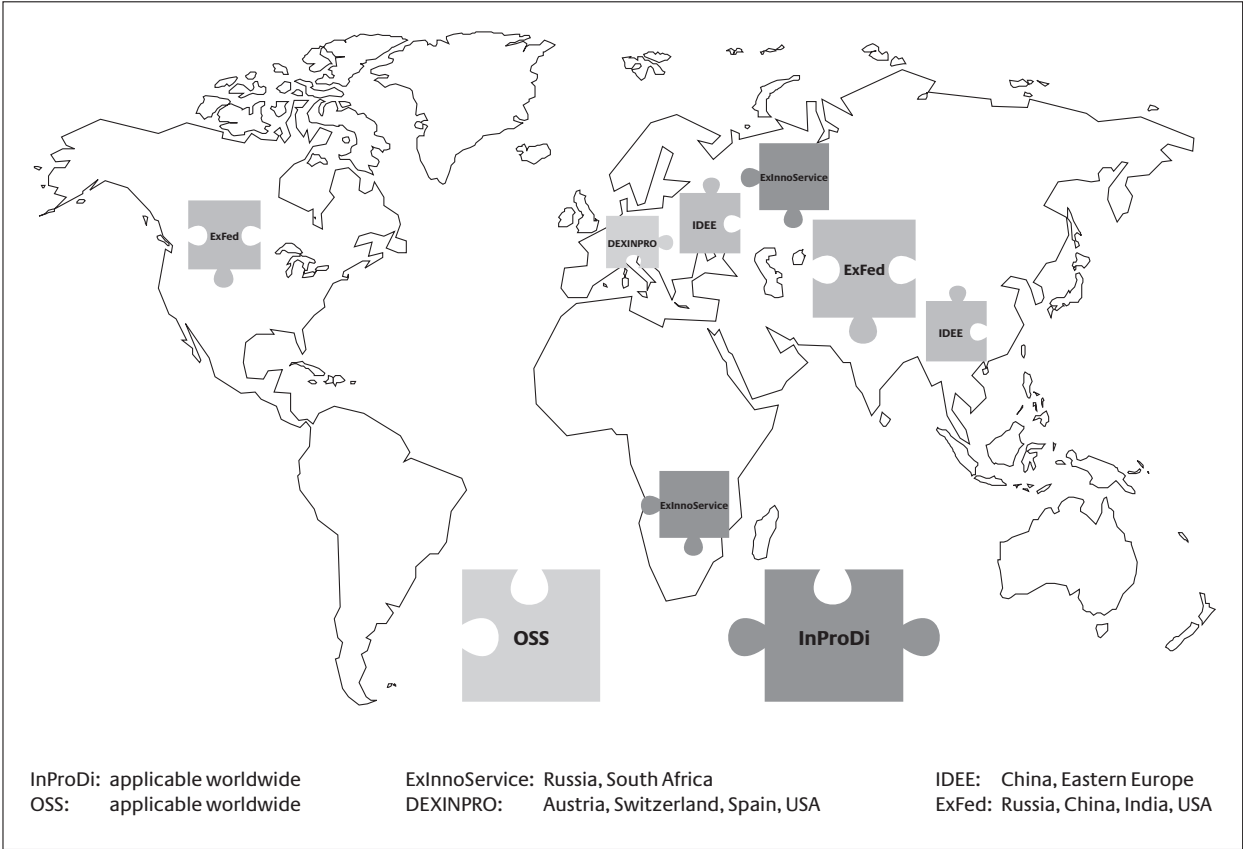 ExInnoService
ExFed
IDEE
DEXINPRO
ExFed
IDEE
ExInnoService
OSS
InProDi
InProDi: applicable worldwide
OSS: applicable worldwide
ExInnoService: Russia, South Africa
DEXINPRO: Austria, Switzerland, Spain, USA
IDEE: China, Eastern Europe
ExFed: Russia, China, India, USA